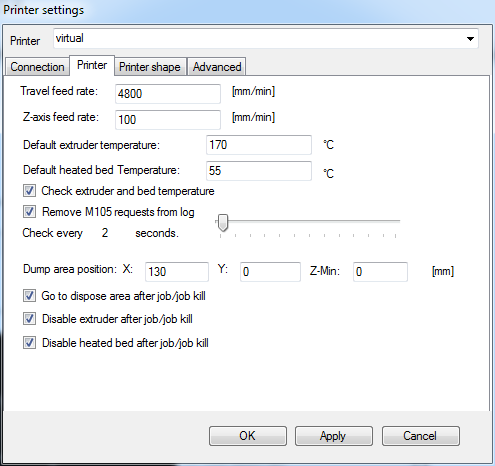 Printer settings
Printer virtual
Connection Printer Printer shape Advanced
Travel feed rate: 4800 [mm/min]
Z-axis feed rate: 100 [mm/min]
Default extruder temperature: 170 °C
Default heated bed Temperature: 55 °C
Check extruder and bed temperature
Remove M105 requests from log
Check every 2 seconds.
Dump area position: X: 130 Y: 0 Z-Min: 0 [mm]
Go to dispose area after job/job kill
Disable extruder after job/job kill
Disable heated bed after job/job kill
OK Apply Cancel